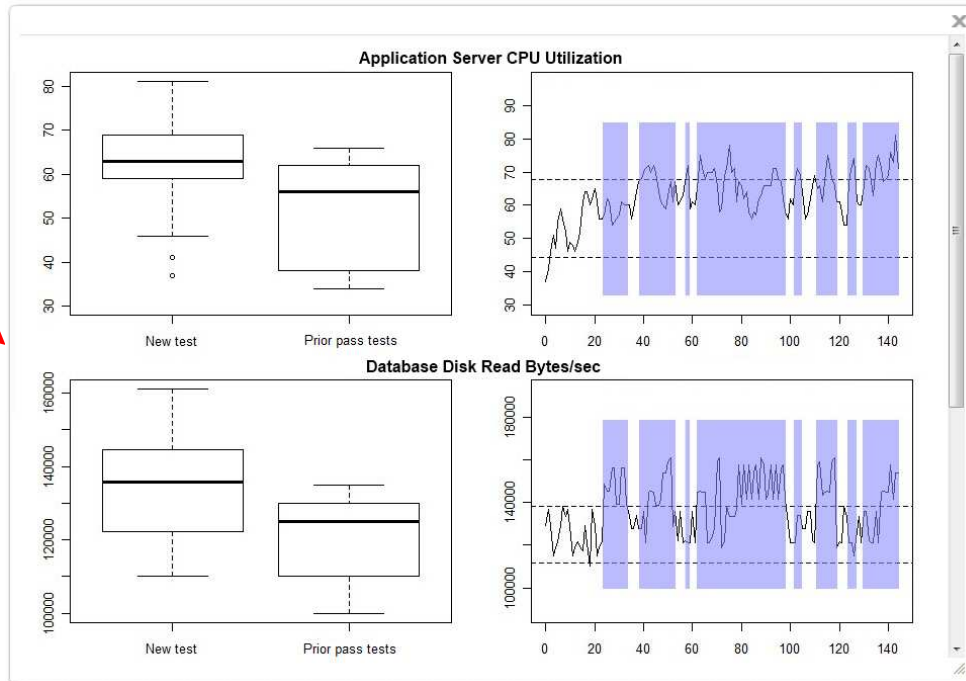 Application Server CPU Utilization
80
70
60
50
40
30
New test
Prior pass tests
90
80
70
60
50
40
30
0 20 40 60 80 100 120 140
Database Disk Read Bytes/sec
160000
140000
120000
100000
New test
Prior pass tests
180000
140000
100000
0 20 40 60 80 100 120 140